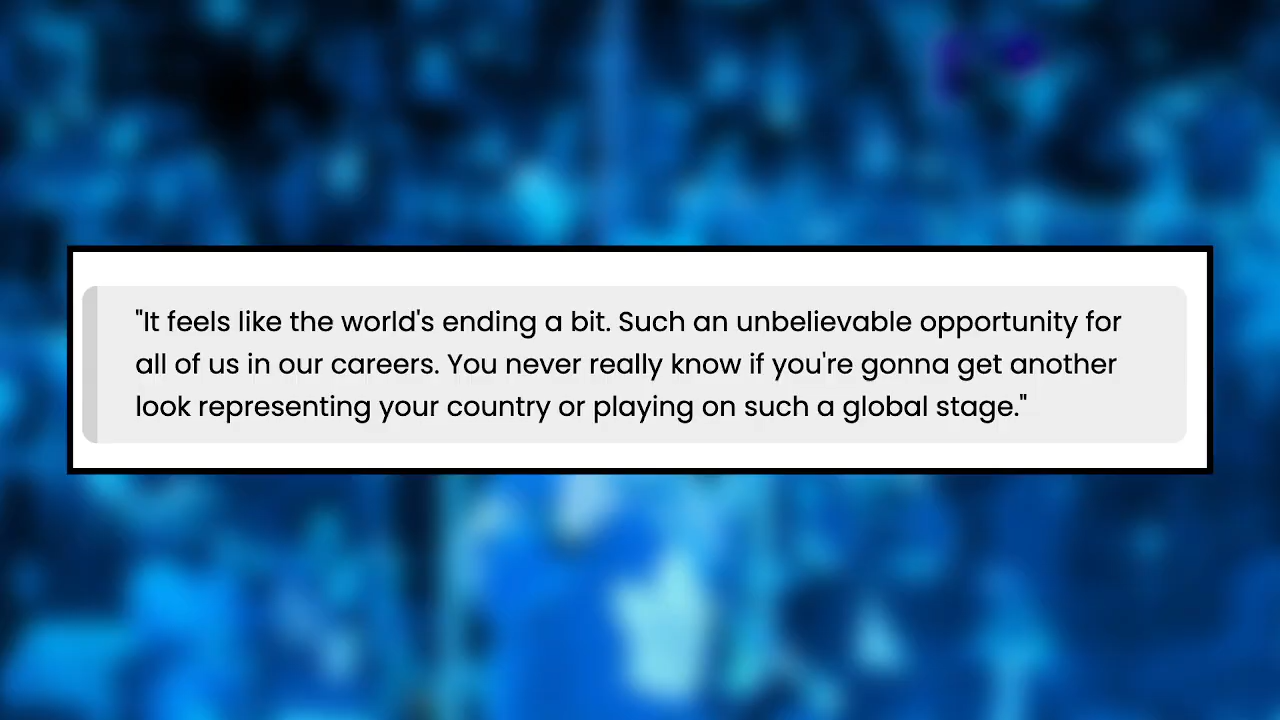 "It feels like the world's ending a bit. Such an unbelievable opportunity for
all of us in our careers. You never really know if you're gonna get another
look representing your country or playing on such a global stage."